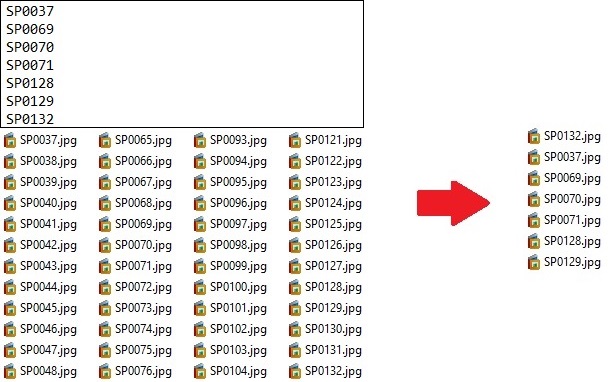 SP0037
SP0069
SP0070
SP0071
SP0128
SP0129
SP0132
SP0037.jpg SP0065.jpg SP0093.jpg SP0121.jpg
SP0038.jpg SP0066.jpg SP0094.jpg SP0122.jpg
SP0039.jpg SP0067.jpg SP0095.jpg SP0123.jpg
SP0040.jpg SP0068.jpg SP0096.jpg SP0124.jpg
SP0041.jpg SP0069.jpg SP0097.jpg SP0125.jpg
SP0042.jpg SP0070.jpg SP0098.jpg SP0126.jpg
SP0043.jpg SP0071.jpg SP0099.jpg SP0127.jpg
SP0044.jpg SP0072.jpg SP0100.jpg SP0128.jpg
SP0045.jpg SP0073.jpg SP0101.jpg SP0129.jpg
SP0046.jpg SP0074.jpg SP0102.jpg SP0130.jpg
SP0047.jpg SP0075.jpg SP0103.jpg SP0131.jpg
SP0048.jpg SP0076.jpg SP0104.jpg SP0132.jpg
SP0132.jpg
SP0037.jpg
SP0069.jpg
SP0070.jpg
SP0071.jpg
SP0128.jpg
SP0129.jpg